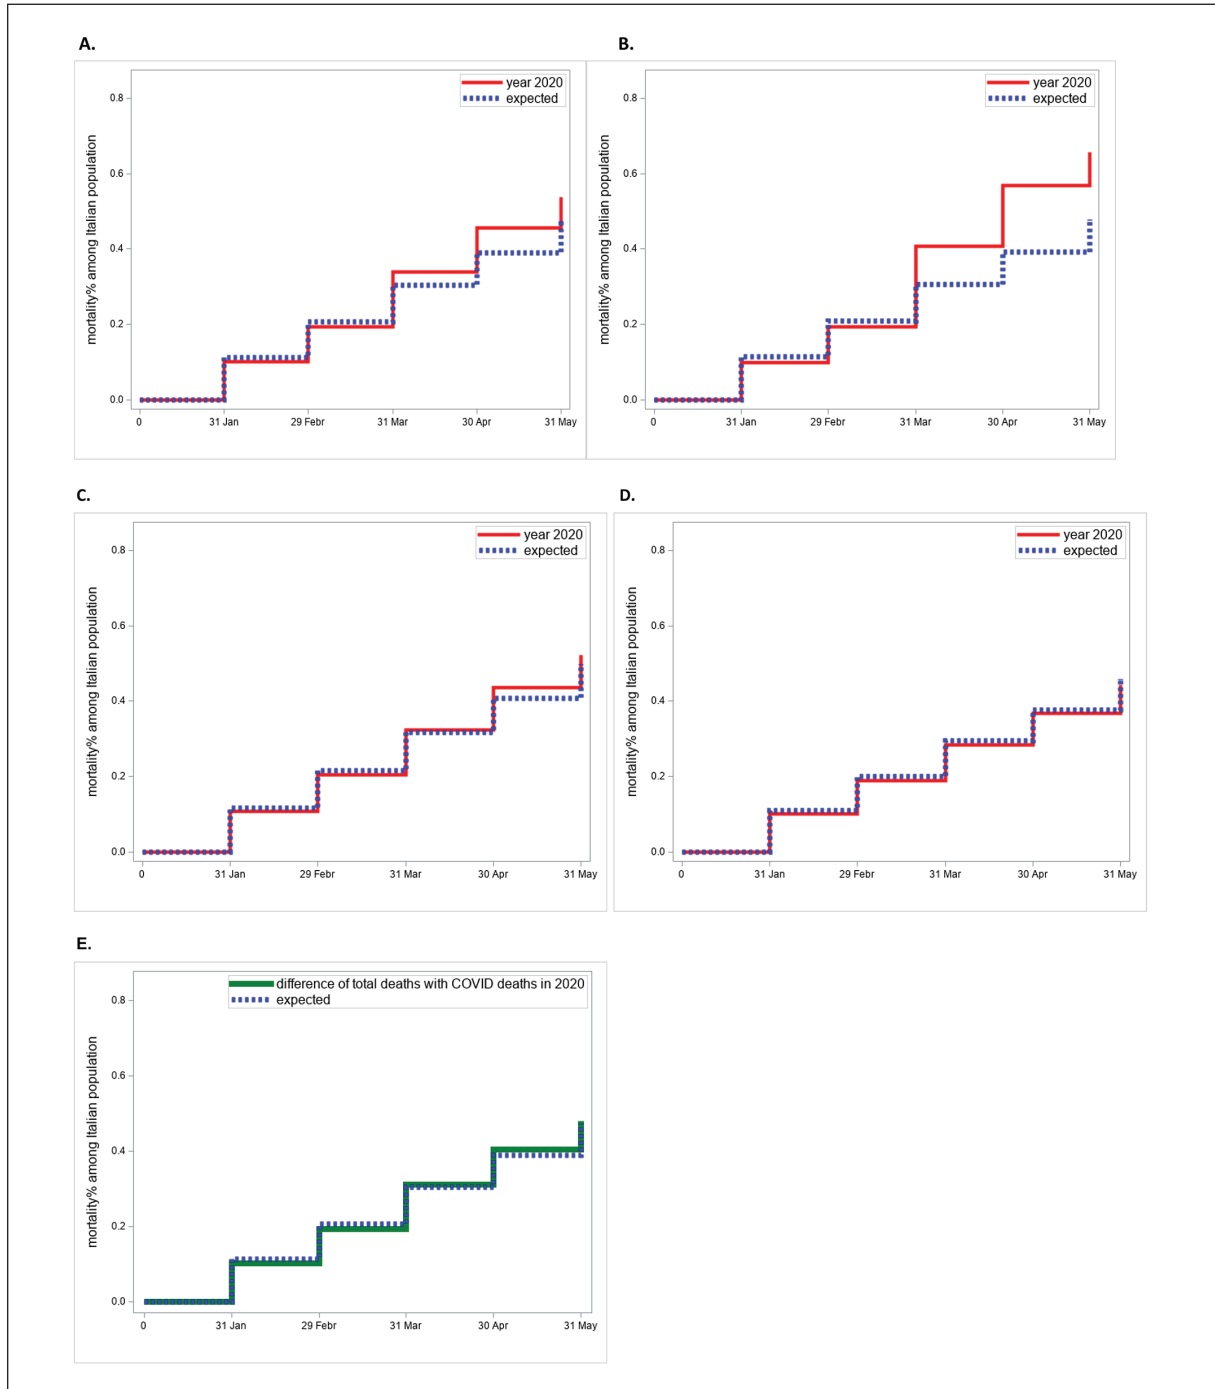 A.
year 2020
expected
mortality% among Italian population
0.8
0.6
0.4
0.2
0.0
0 31 Jan 29 Febr 31 Mar 30 Apr 31 May
B.
year 2020
expected
mortality% among Italian population
0.8
0.6
0.4
0.2
0.0
0 31 Jan 29 Febr 31 Mar 30 Apr 31 May
C.
year 2020
expected
mortality% among Italian population
0.8
0.6
0.4
0.2
0.0
0 31 Jan 29 Febr 31 Mar 30 Apr 31 May
D.
year 2020
expected
mortality% among Italian population
0.8
0.6
0.4
0.2
0.0
0 31 Jan 29 Febr 31 Mar 30 Apr 31 May
E.
difference of total deaths with COVID deaths in 2020
expected
mortality% among Italian population
0.8
0.6
0.4
0.2
0.0
0 31 Jan 29 Febr 31 Mar 30 Apr 31 May